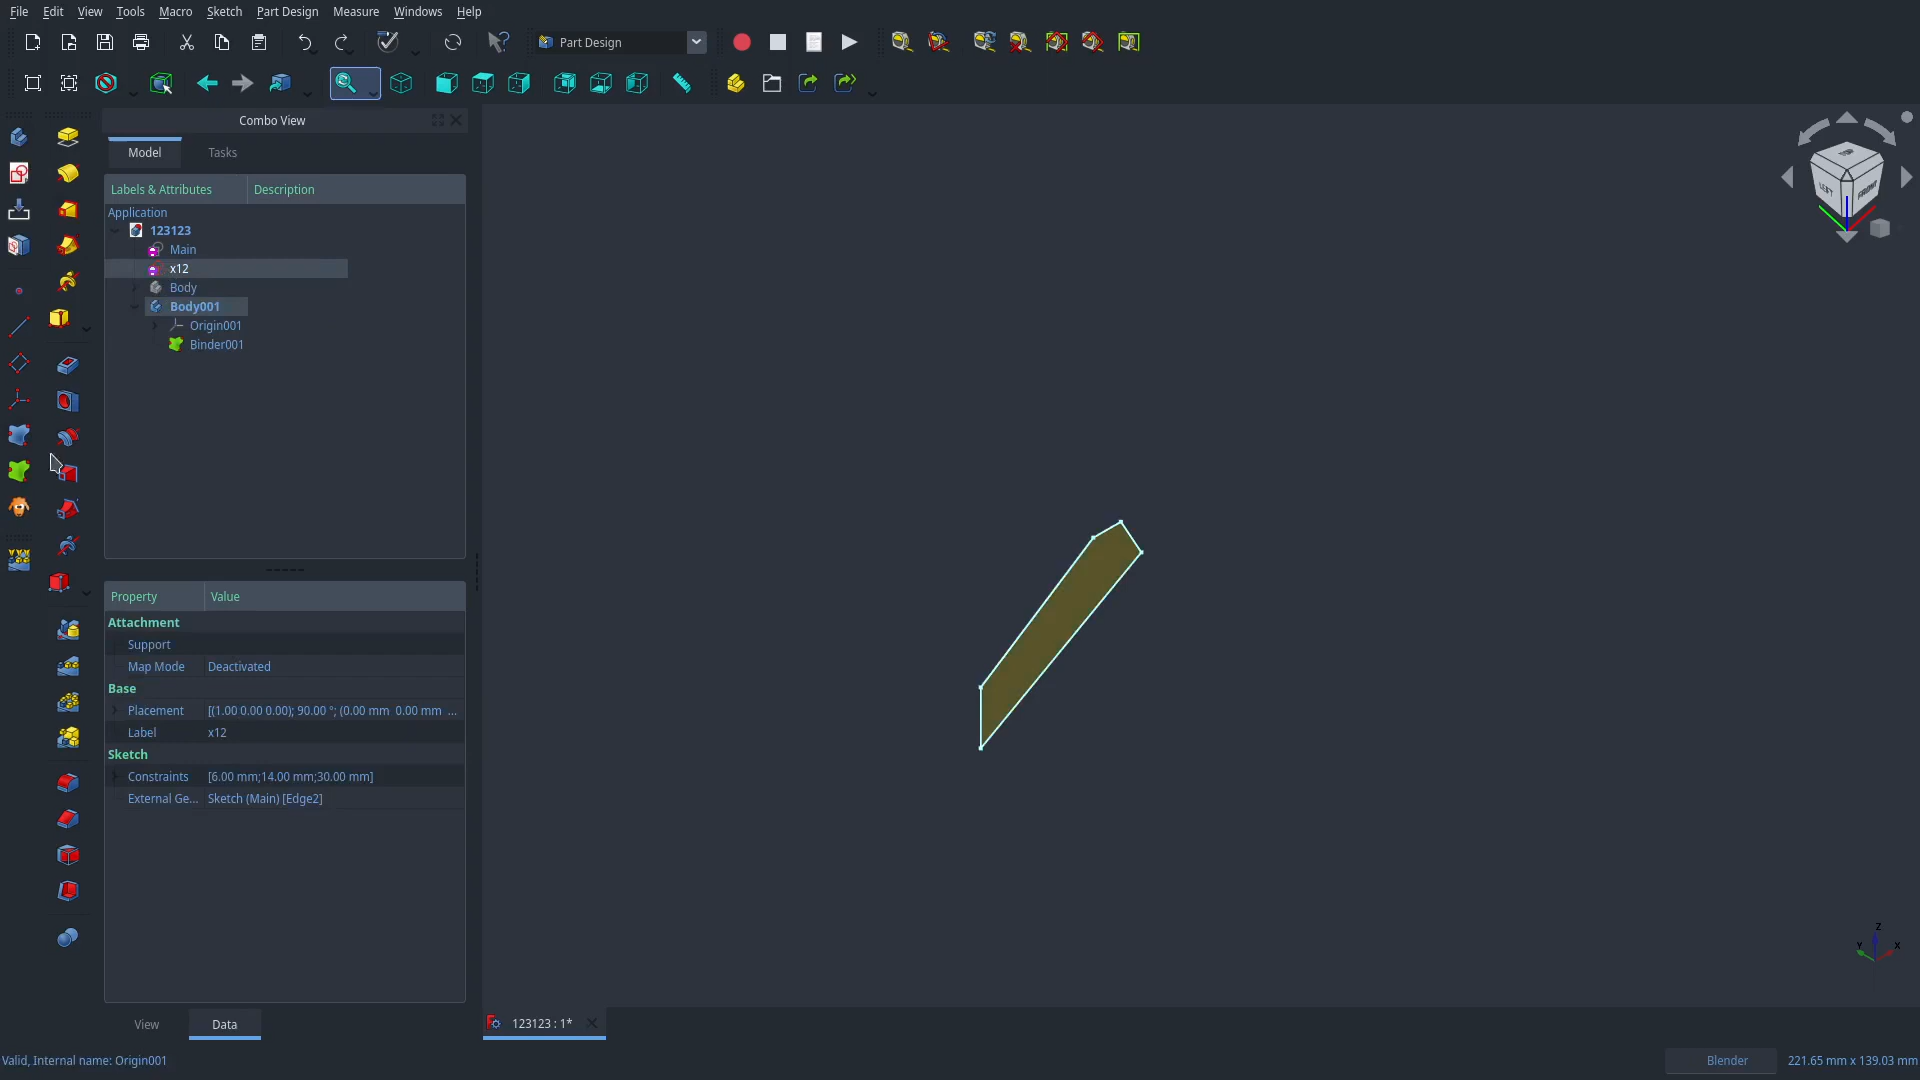 File Edit View Tools Macro Sketch Part Design Measure Windows Help
Part Design
Combo View
Model Tasks
Labels & Attributes Description
Application
123123
Main
x12
Body
Body001
Origin001
Binder001
Property Value
Attachment
Support
Map Mode Deactivated
Base
Placement [(1.00 0.00 0.00); 90.00 °; (0.00 mm 0.00 mm ...
Label x12
Sketch
Constraints [6.00 mm;14.00 mm;30.00 mm]
External Ge... Sketch (Main) [Edge2]
View Data
123123 : 1*
LEFT FRONT
Z
Y X
Valid, Internal name: Origin001
Blender 221.65 mm x 139.03 mm